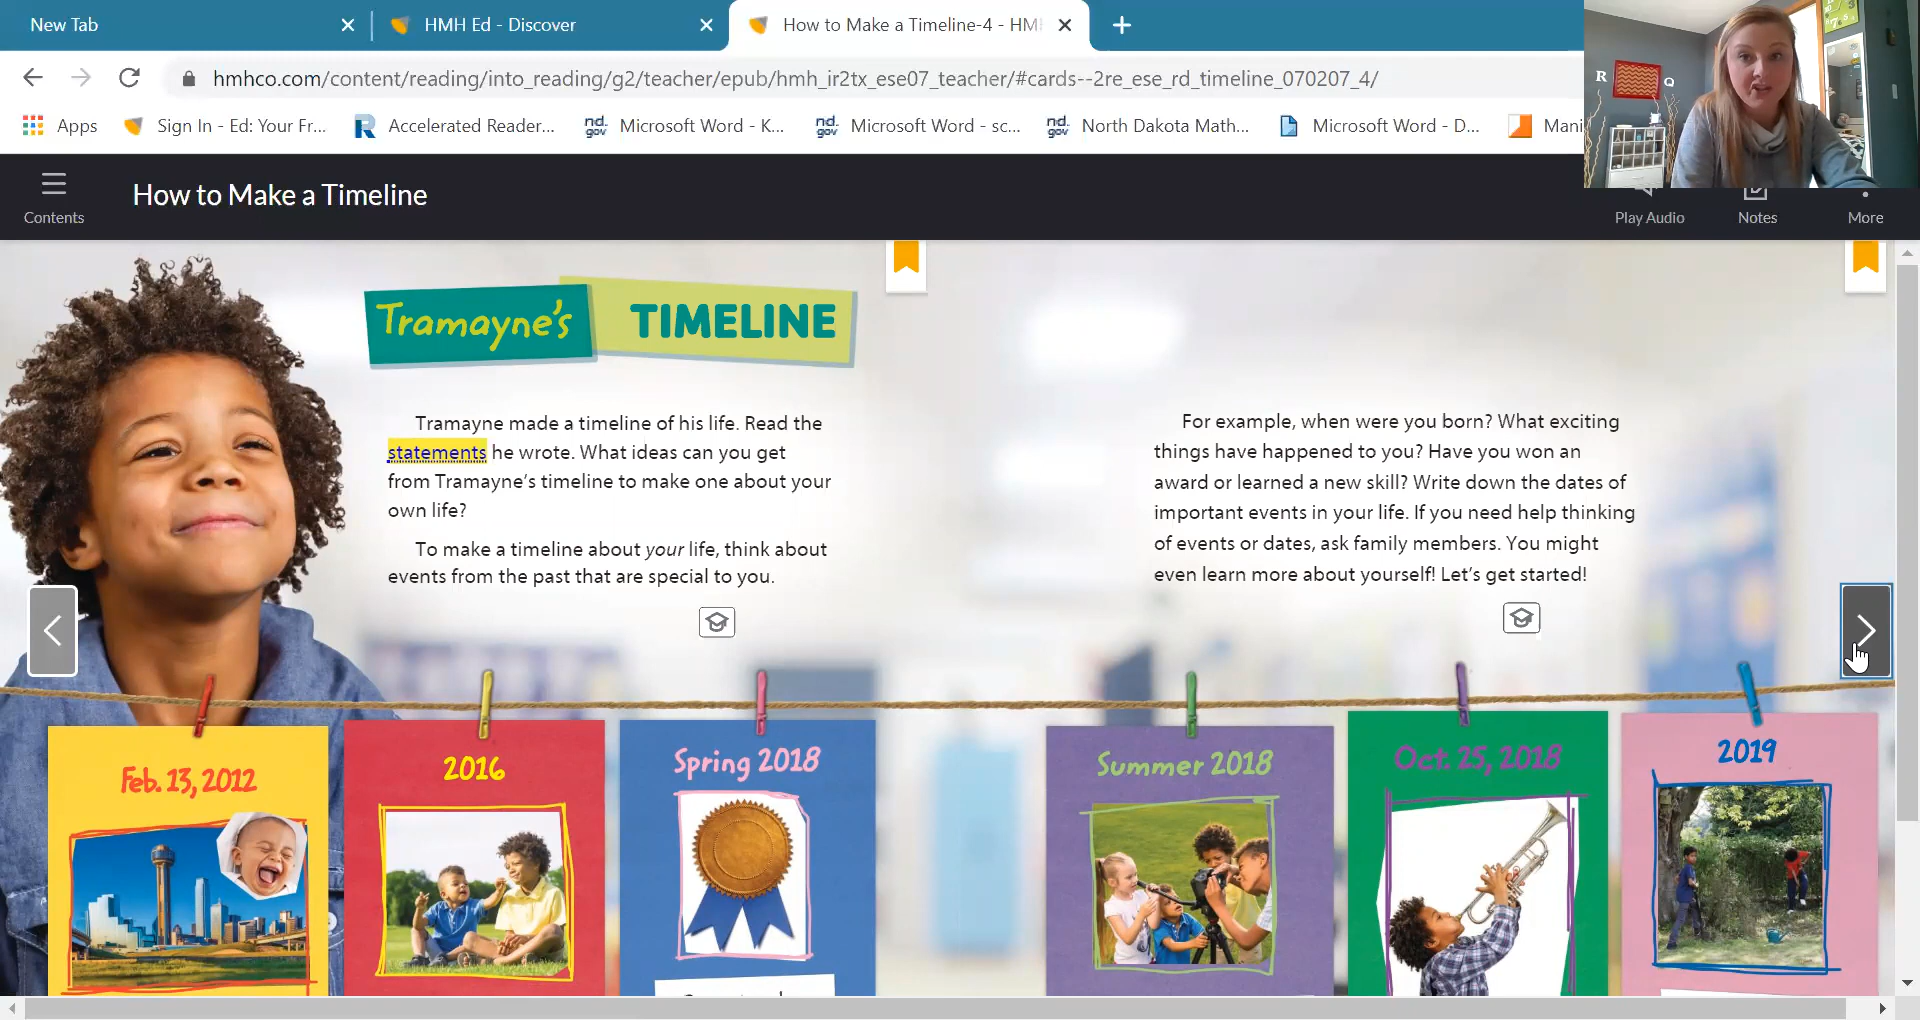 New Tab
HMH Ed - Discover
How to Make a Timeline-4 - HMH
hmhco.com/content/reading/into_reading/g2/teacher/epub/hmh_ir2tx_ese07_teacher/#cards--2re_ese_rd_timeline_070207_4/
Apps
Sign In - Ed: Your Fr...
R
Accelerated Reader...
nd.gov
Microsoft Word - K...
nd.gov
Microsoft Word - sc...
nd.gov
North Dakota Math...
Microsoft Word - D...
Mani
R
Contents
How to Make a Timeline
Play Audio
Notes
More
Tramayne's TIMELINE
Tramayne made a timeline of his life. Read the
statements he wrote. What ideas can you get
from Tramayne's timeline to make one about your
own life?
To make a timeline about your life, think about
events from the past that are special to you.
For example, when were you born? What exciting
things have happened to you? Have you won an
award or learned a new skill? Write down the dates of
important events in your life. If you need help thinking
of events or dates, ask family members. You might
even learn more about yourself! Let's get started!
Feb. 13, 2012
2016
Spring 2018
Summer 2018
Oct. 25, 2018
2019